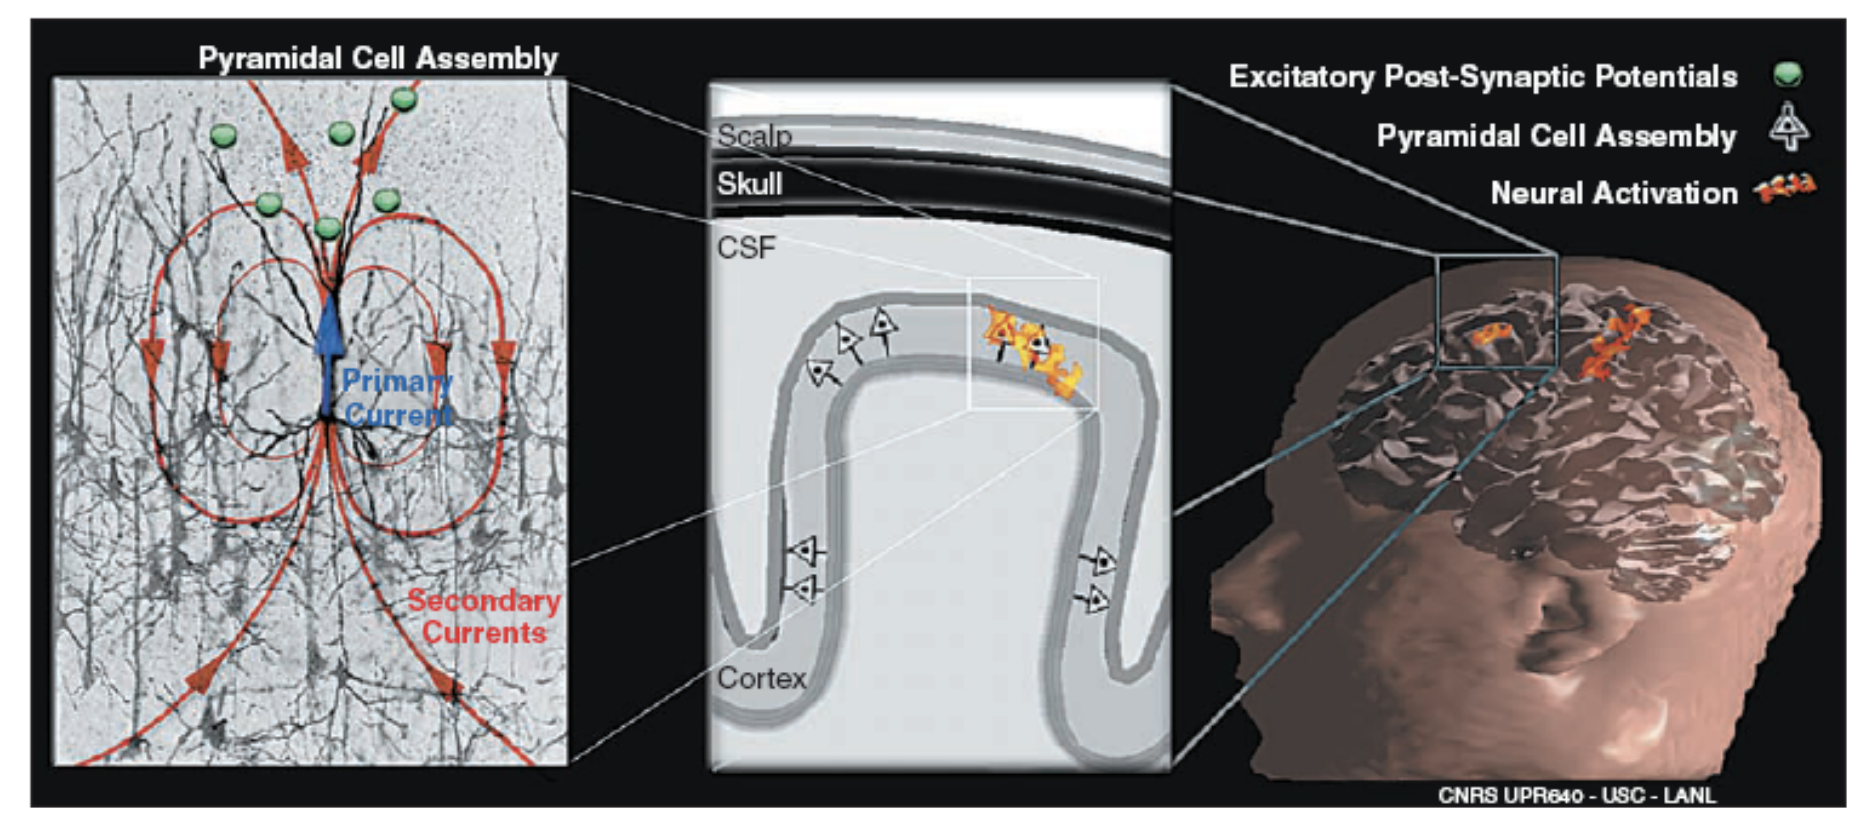 Pyramidal Cell Assembly
Primary
Current
Secondary
Currents
Scalp
Skull
CSF
Cortex
Excitatory Post-Synaptic Potentials
Pyramidal Cell Assembly
Neural Activation
CNRS UPR640 - USC - LANL